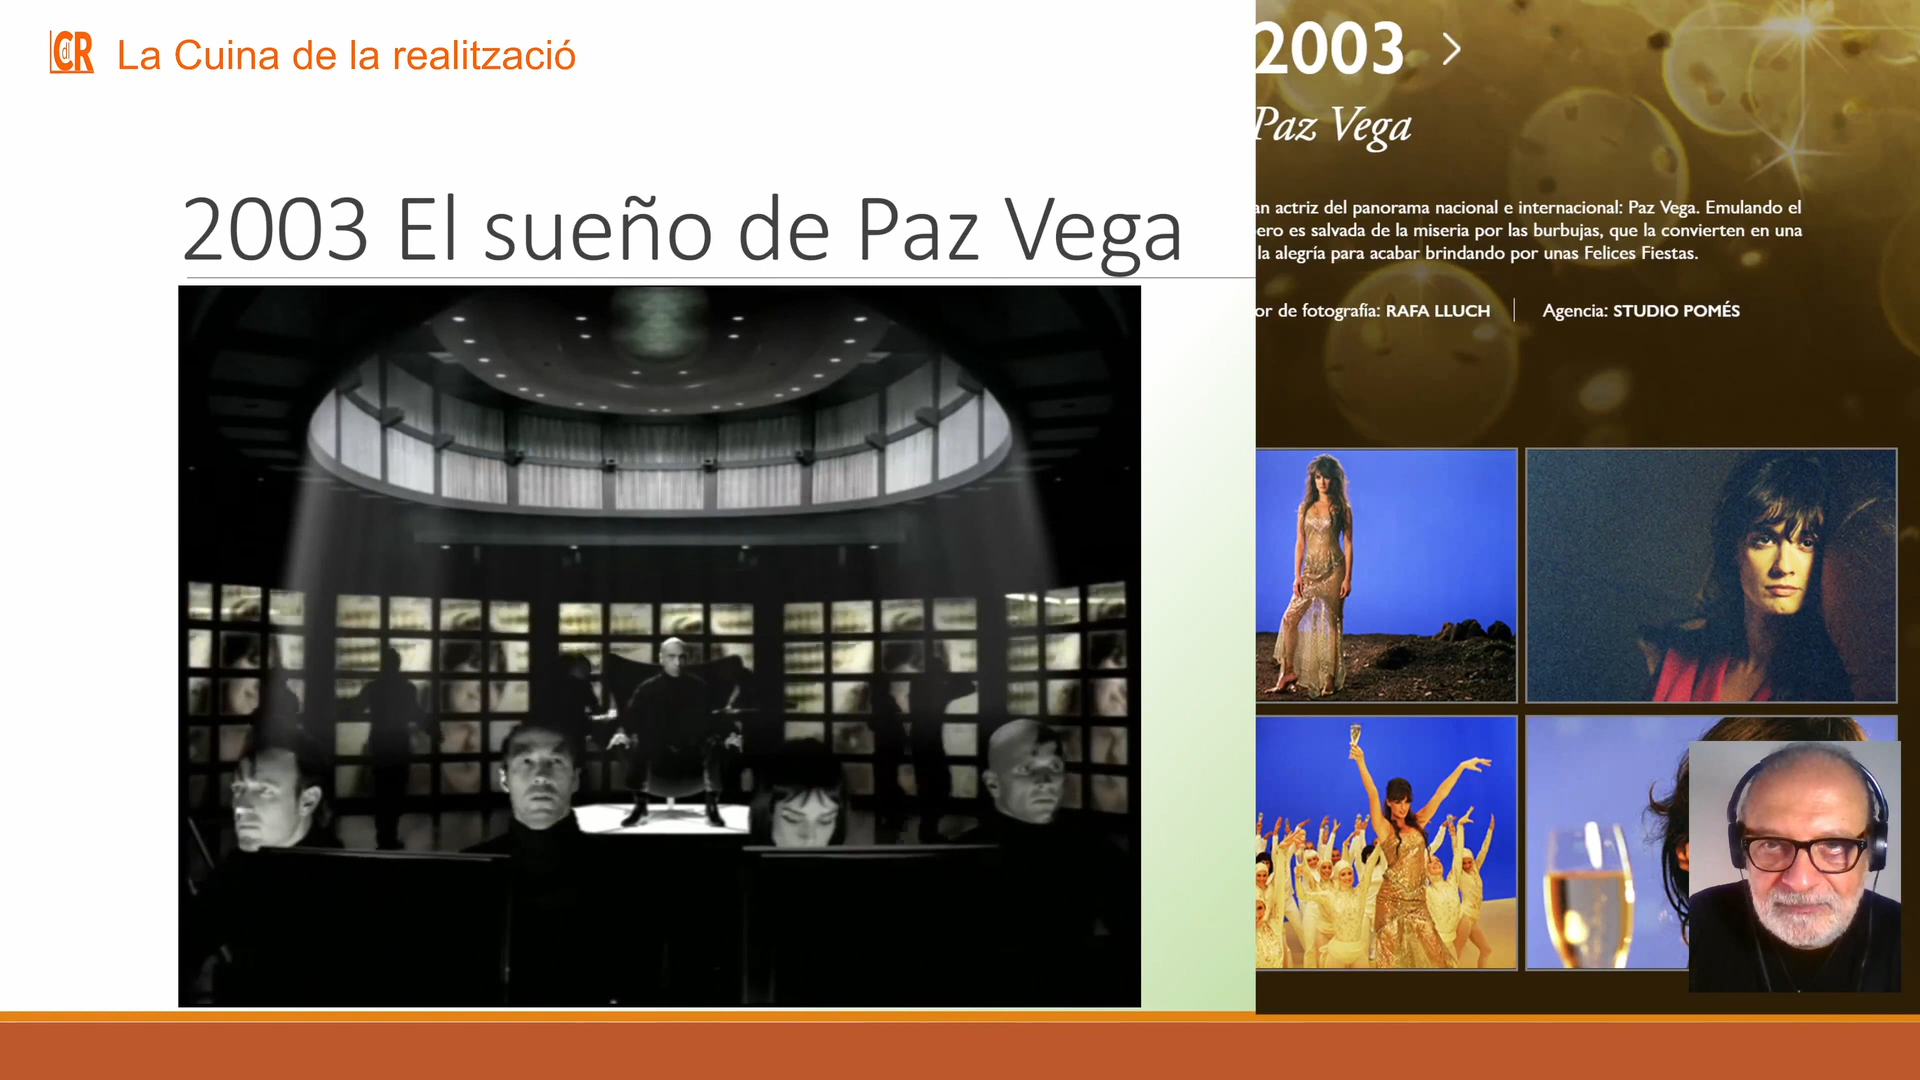 CdlR La Cuina de la realització
2003 El sueño de Paz Vega
2003 >
Paz Vega
an actriz del panorama nacional e internacional: Paz Vega. Emulando el
ero es salvada de la miseria por las burbujas, que la convierten en una
la alegría para acabar brindando por unas Felices Fiestas.
or de fotografía: RAFA LLUCH | Agencia: STUDIO POMÉS